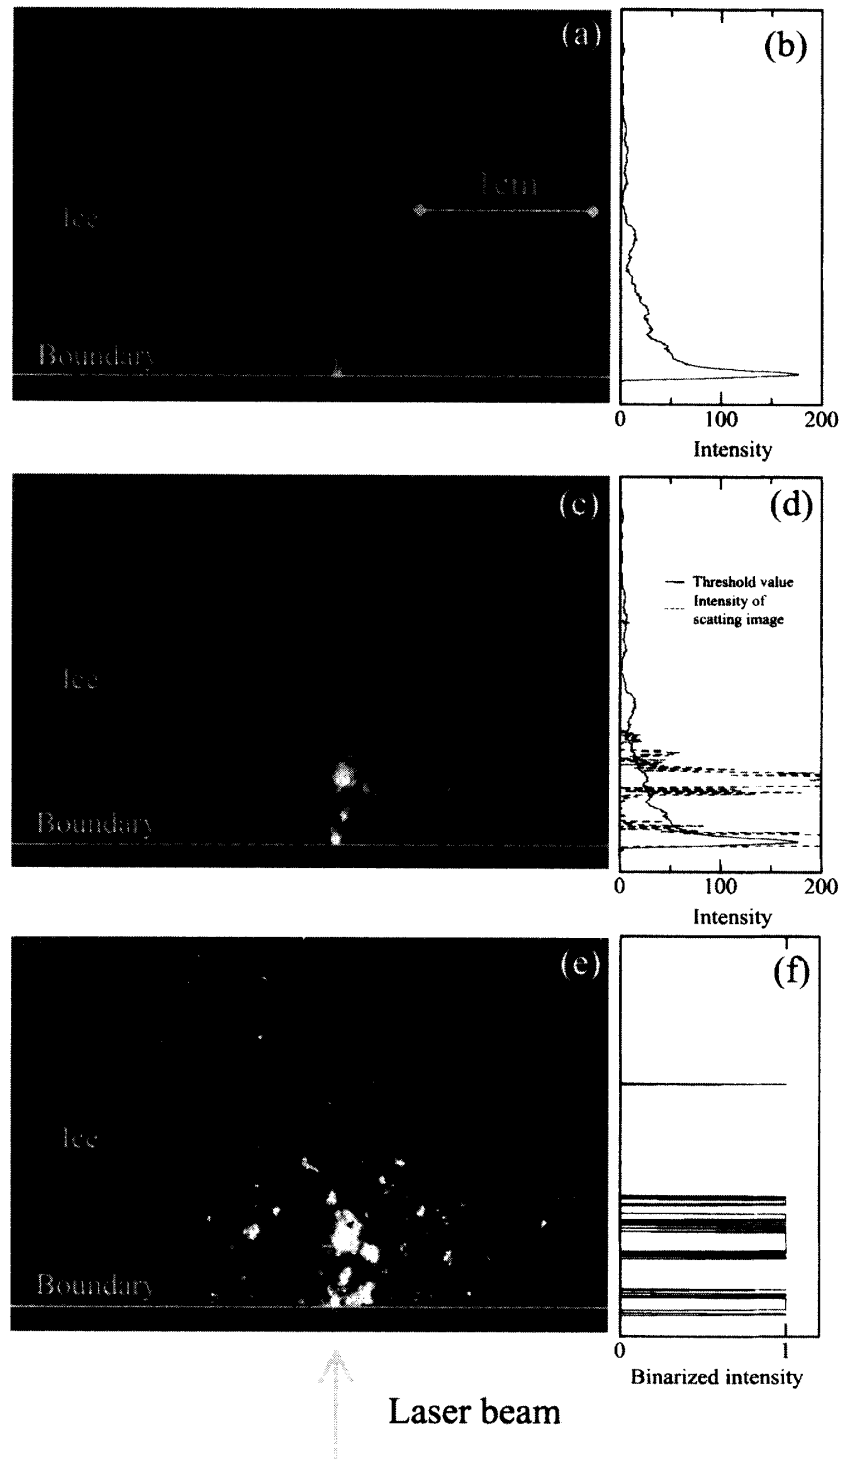 (a)
1cm
Ice
Boundary
(b)
0 100 200
Intensity
(c)
Ice
Boundary
(d)
Threshold value
Intensity of
scatting image
0 100 200
Intensity
(e)
Ice
Boundary
(f)
0 1
Binarized intensity
Laser beam